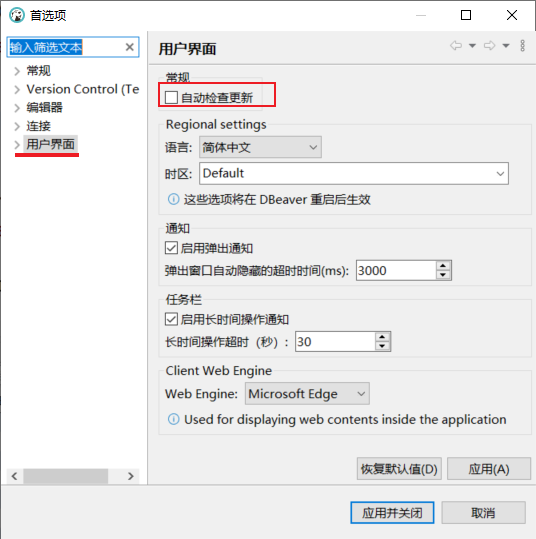 首选项
输入筛选文本
常规
Version Control (Te
编辑器
连接
用户界面
用户界面
常规
自动检查更新
Regional settings
语言: 简体中文
时区: Default
这些选项将在 DBeaver 重启后生效
通知
启用弹出通知
弹出窗口自动隐藏的超时时间(ms): 3000
任务栏
启用长时间操作通知
长时间操作超时（秒）: 30
Client Web Engine
Web Engine: Microsoft Edge
Used for displaying web contents inside the application
恢复默认值(D) 应用(A)
应用并关闭 取消